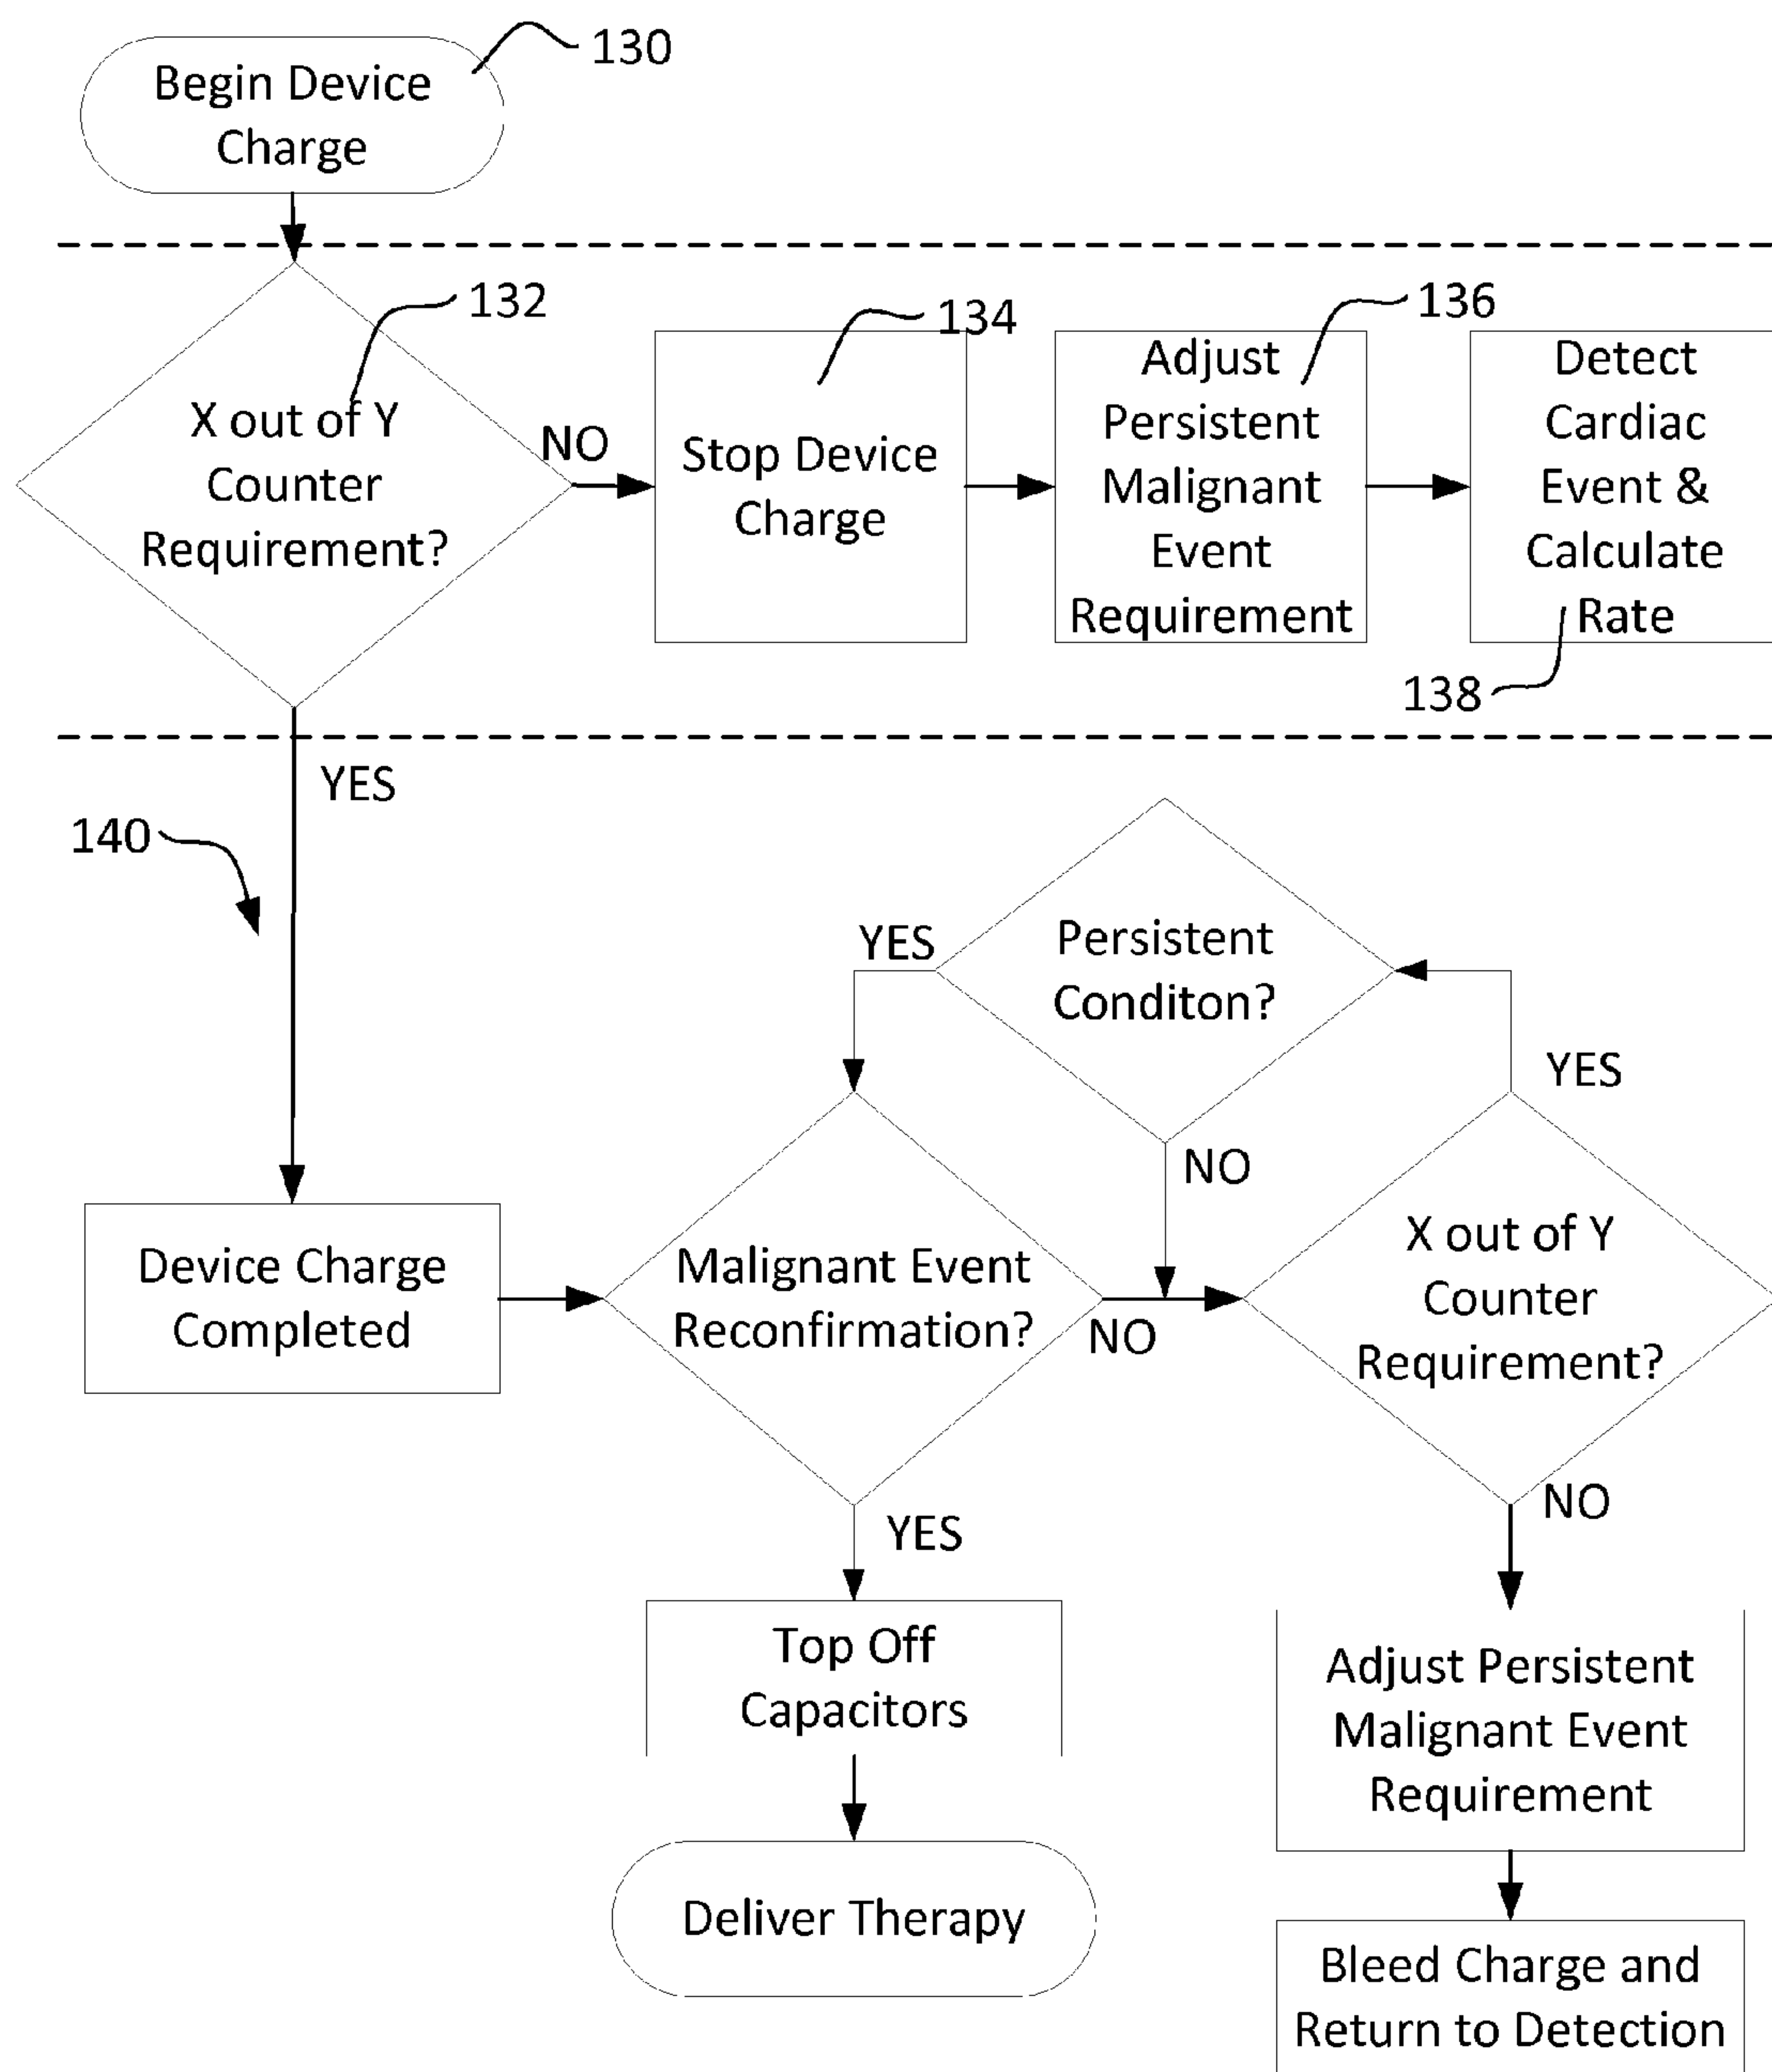 130
Begin Device
Charge
132
X out of Y
Counter
Requirement?
NO
134
Stop Device
Charge
136
Adjust
Persistent
Malignant
Event
Requirement
Detect
Cardiac
Event &
Calculate
Rate
138
YES
140
Persistent
Conditon?
YES
NO
YES
Device Charge
Completed
Malignant Event
Reconfirmation?
NO
X out of Y
Counter
Requirement?
YES
NO
Top Off
Capacitors
Deliver Therapy
Adjust Persistent
Malignant Event
Requirement
Bleed Charge and
Return to Detection